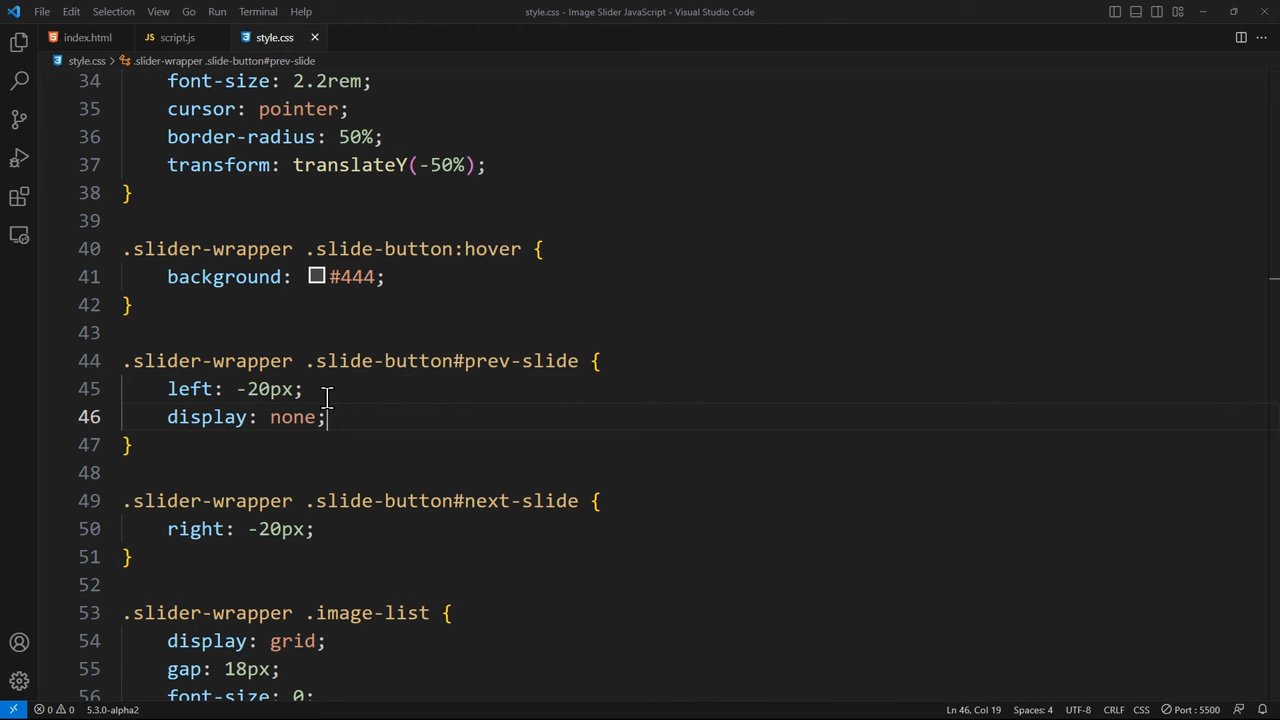 File Edit Selection View Go Run Terminal Help style.css - Image Slider JavaScript - Visual Studio Code
index.html script.js style.css
style.css .slider-wrapper .slide-button#prev-slide
34 font-size: 2.2rem;
35 cursor: pointer;
36 border-radius: 50%;
37 transform: translateY(-50%);
38 }
39
40 .slider-wrapper .slide-button:hover {
41 background: #444;
42 }
43
44 .slider-wrapper .slide-button#prev-slide {
45 left: -20px;
46 display: none;
47 }
48
49 .slider-wrapper .slide-button#next-slide {
50 right: -20px;
51 }
52
53 .slider-wrapper .image-list {
54 display: grid;
55 gap: 18px;
56 font-size: 0;
0 0 5.3.0-alpha2 Ln 46, Col 19 Spaces: 4 UTF-8 CRLF CSS Port : 5500